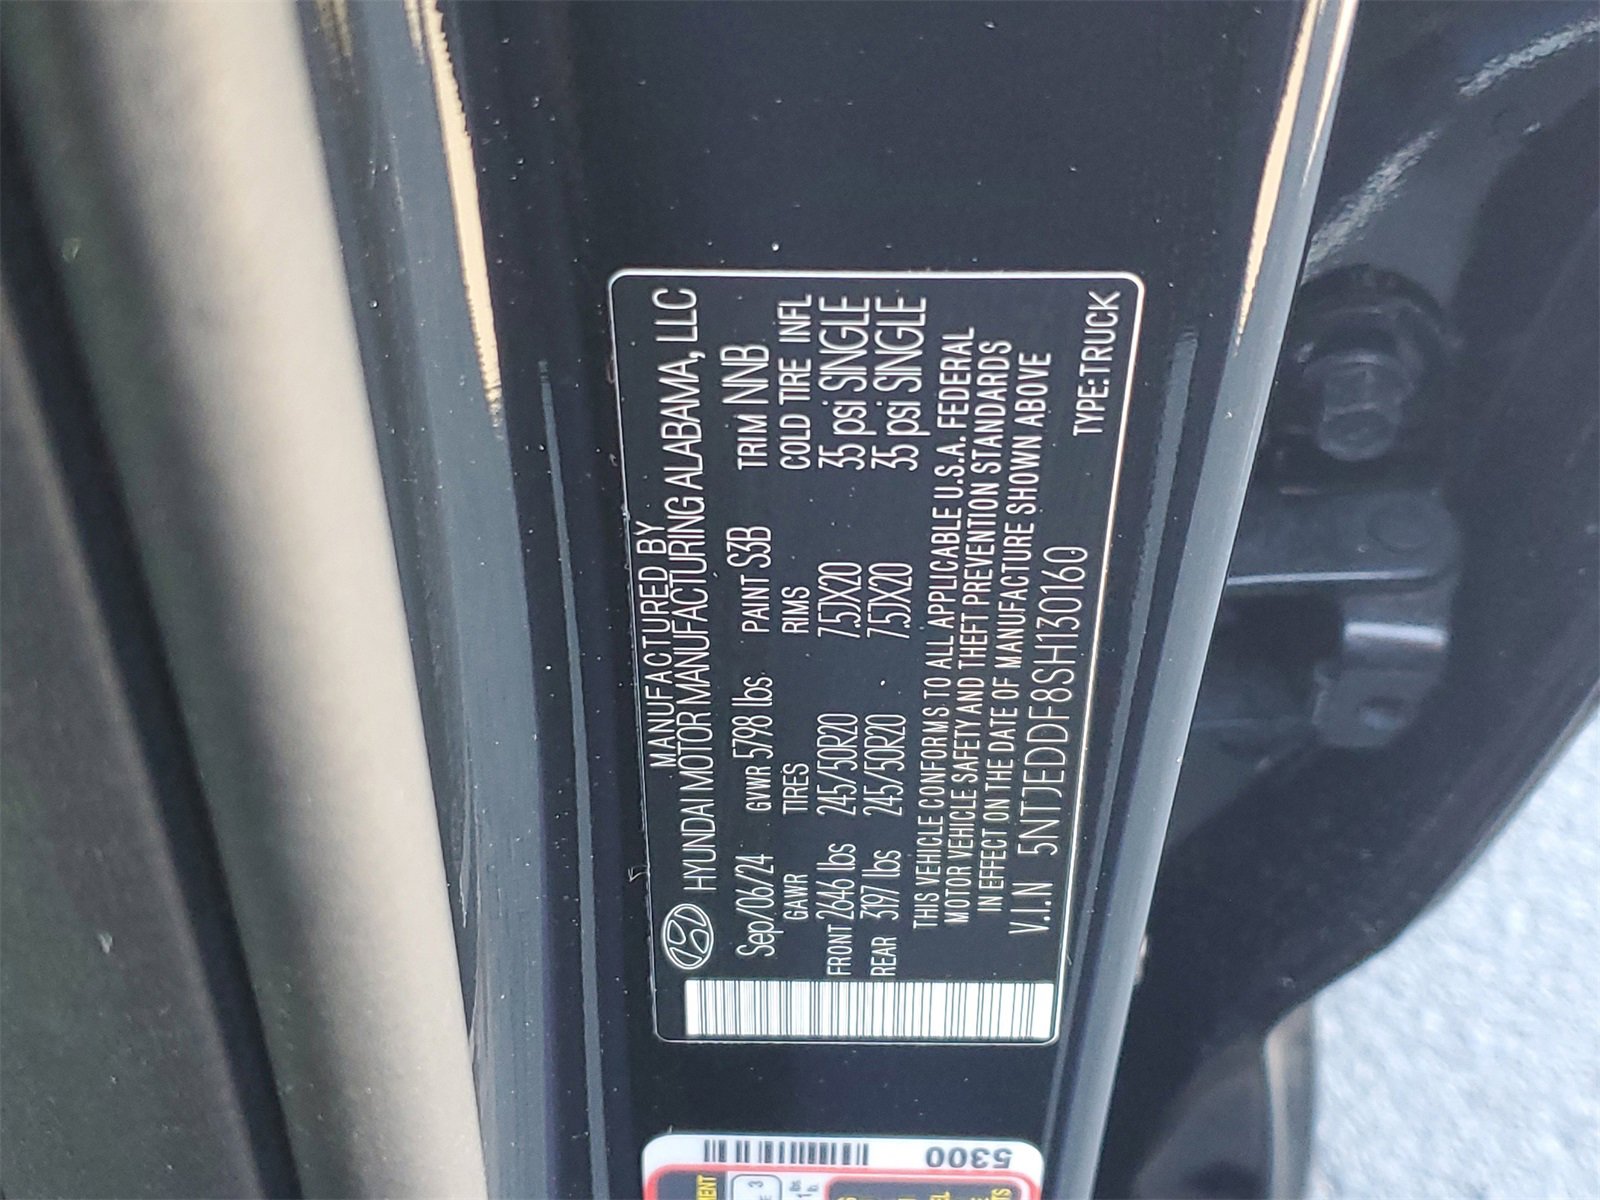 MANUFACTURED BY
HYUNDAI MOTOR MANUFACTURING ALABAMA, LLC
Sep/06/24 GVWR 5798 lbs PAINT S3B TRIM NNB
GAWR TIRES RIMS COLD TIRE INFL
FRONT 2646 lbs 245/50R20 7.5JX20 35 psi SINGLE
REAR 3197 lbs 245/50R20 7.5JX20 35 psi SINGLE
THIS VEHICLE CONFORMS TO ALL APPLICABLE U.S.A. FEDERAL
MOTOR VEHICLE SAFETY AND THEFT PREVENTION STANDARDS
IN EFFECT ON THE DATE OF MANUFACTURE SHOWN ABOVE
V.I.N 5NTJEDDF8SH130160 TYPE:TRUCK
5300
3